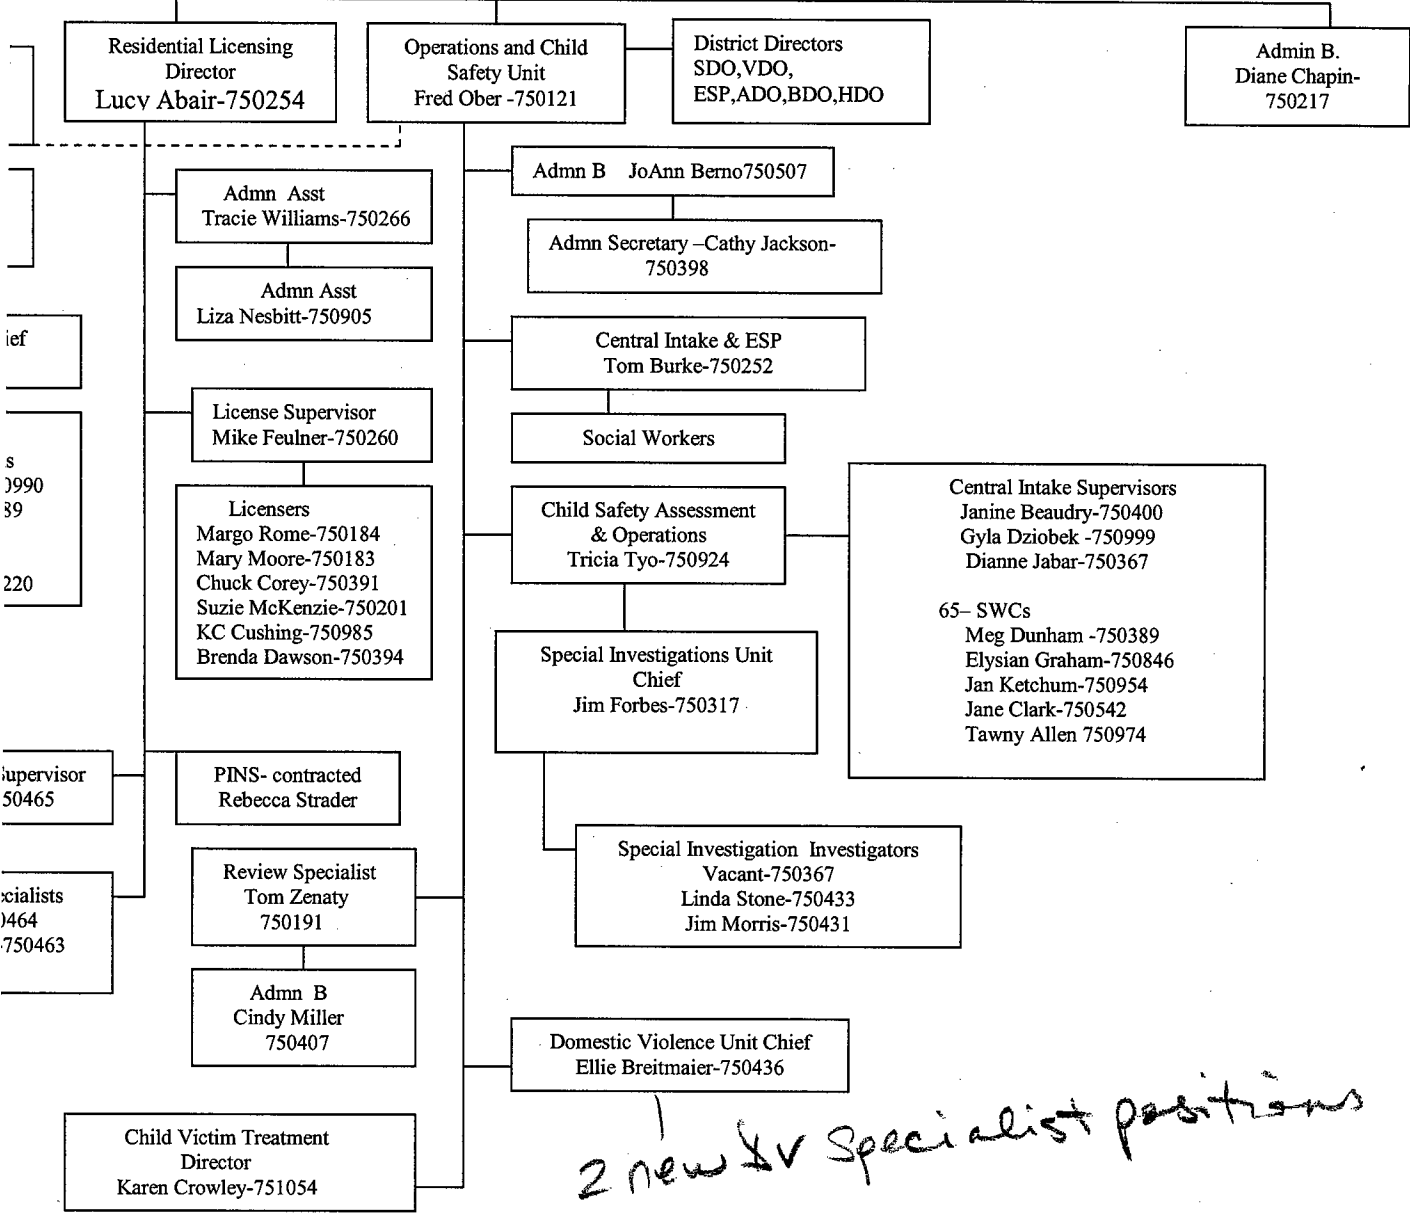 Residential Licensing
Director
Lucy Abair-750254
Operations and Child
Safety Unit
Fred Ober -750121
District Directors
SDO,VDO,
ESP,ADO,BDO,HDO
Admin B.
Diane Chapin-
750217
Admn Asst
Tracie Williams-750266
Admn Asst
Liza Nesbitt-750905
Admn B JoAnn Berno750507
Admn Secretary –Cathy Jackson-
750398
ief
Central Intake & ESP
Tom Burke-750252
Social Workers
License Supervisor
Mike Feulner-750260
s
0990
89
220
Licensers
Margo Rome-750184
Mary Moore-750183
Chuck Corey-750391
Suzie McKenzie-750201
KC Cushing-750985
Brenda Dawson-750394
Child Safety Assessment
& Operations
Tricia Tyo-750924
Central Intake Supervisors
Janine Beaudry-750400
Gyla Dziobek -750999
Dianne Jabar-750367
65– SWCs
Meg Dunham -750389
Elysian Graham-750846
Jan Ketchum-750954
Jane Clark-750542
Tawny Allen 750974
Special Investigations Unit
Chief
Jim Forbes-750317
Supervisor
50465
PINS- contracted
Rebecca Strader
Special Investigation Investigators
Vacant-750367
Linda Stone-750433
Jim Morris-750431
ecialists
0464
-750463
Review Specialist
Tom Zenaty
750191
Admn B
Cindy Miller
750407
Domestic Violence Unit Chief
Ellie Breitmaier-750436
2 new DV Specialist positions
Child Victim Treatment
Director
Karen Crowley-751054